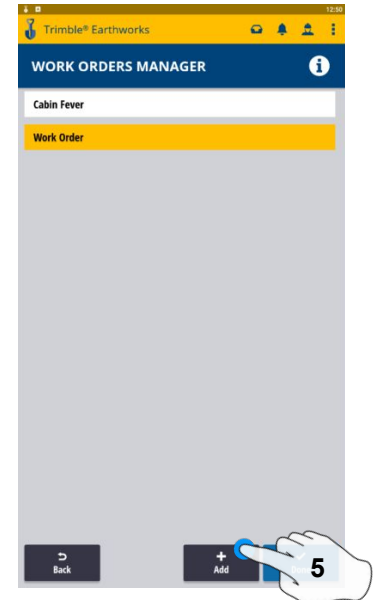 12:50
Trimble® Earthworks
WORK ORDERS MANAGER
Cabin Fever
Work Order
Back
Add
5